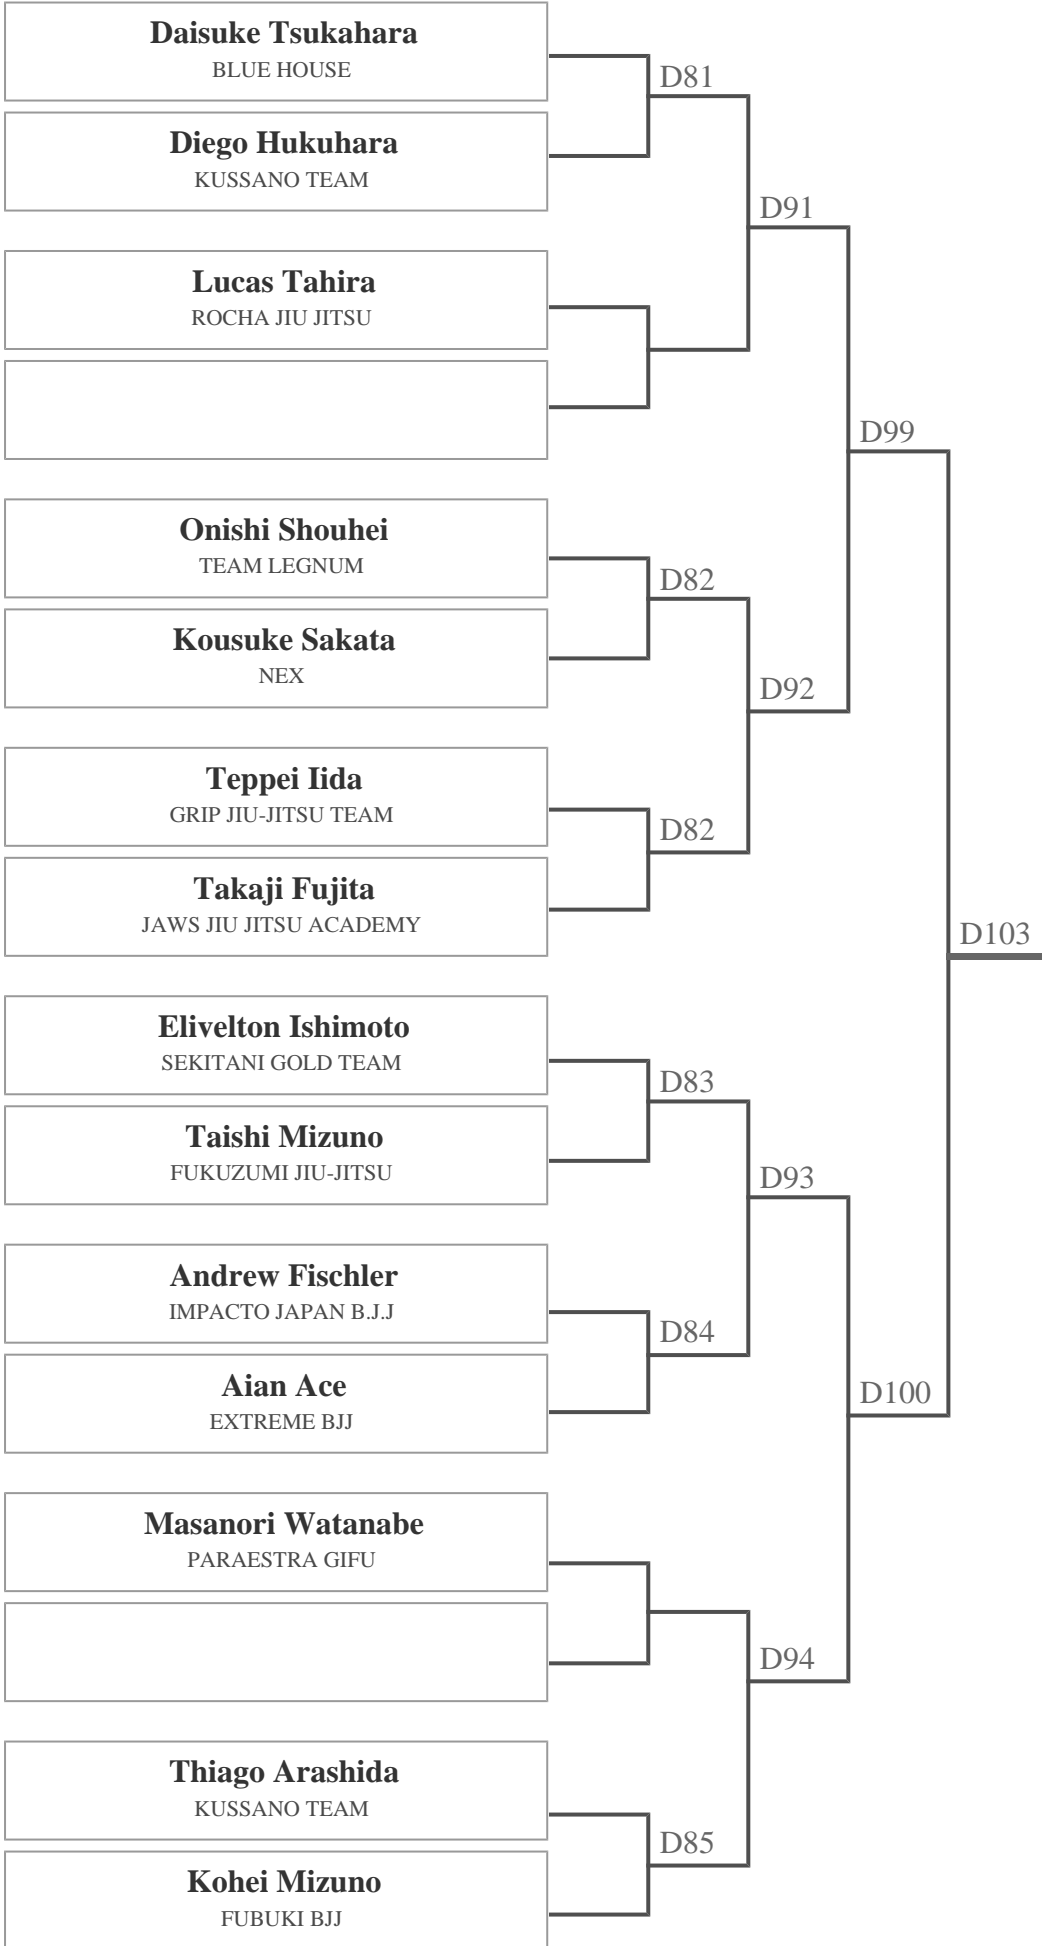 Daisuke Tsukahara
BLUE HOUSE
D81
Diego Hukuhara
KUSSANO TEAM
D91
Lucas Tahira
ROCHA JIU JITSU
D99
Onishi Shouhei
TEAM LEGNUM
D82
Kousuke Sakata
NEX
D92
Teppei Iida
GRIP JIU-JITSU TEAM
D82
Takaji Fujita
JAWS JIU JITSU ACADEMY
D103
Elivelton Ishimoto
SEKITANI GOLD TEAM
D83
Taishi Mizuno
FUKUZUMI JIU-JITSU
D93
Andrew Fischler
IMPACTO JAPAN B.J.J
D84
Aian Ace
EXTREME BJJ
D100
Masanori Watanabe
PARAESTRA GIFU
D94
Thiago Arashida
KUSSANO TEAM
D85
Kohei Mizuno
FUBUKI BJJ